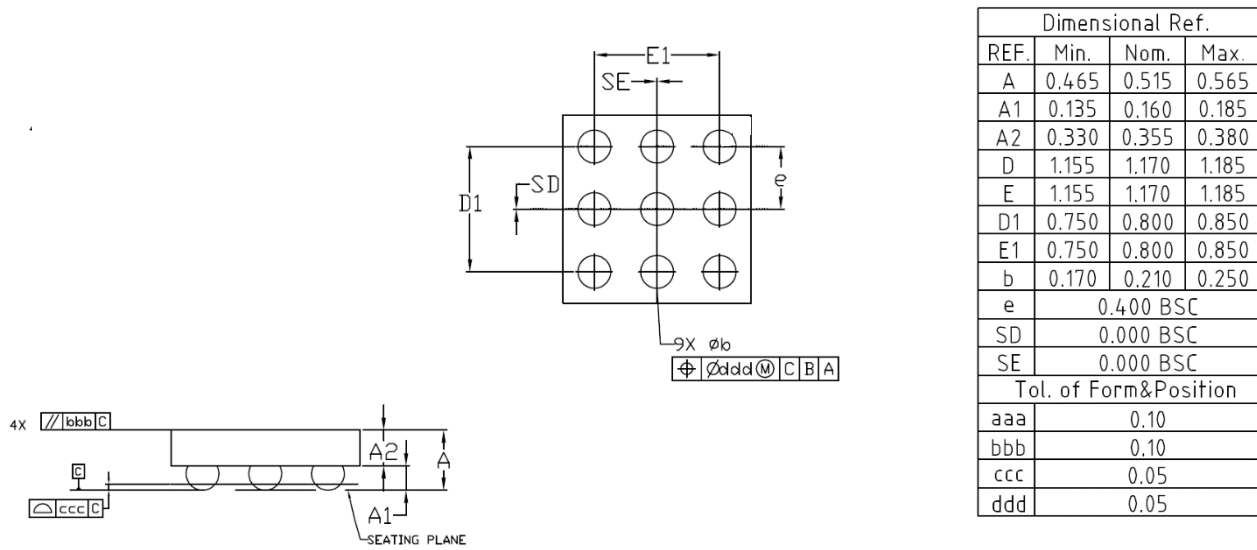 E1
SE
SD
D1
e
9X Øb
⌖ Øddd Ⓜ C B A
4X // bbb C
A2
A
C
⌓ ccc C
A1
SEATING PLANE
Dimensional Ref.
REF. Min. Nom. Max.
A 0.465 0.515 0.565
A1 0.135 0.160 0.185
A2 0.330 0.355 0.380
D 1.155 1.170 1.185
E 1.155 1.170 1.185
D1 0.750 0.800 0.850
E1 0.750 0.800 0.850
b 0.170 0.210 0.250
e 0.400 BSC
SD 0.000 BSC
SE 0.000 BSC
Tol. of Form&Position
aaa 0.10
bbb 0.10
ccc 0.05
ddd 0.05